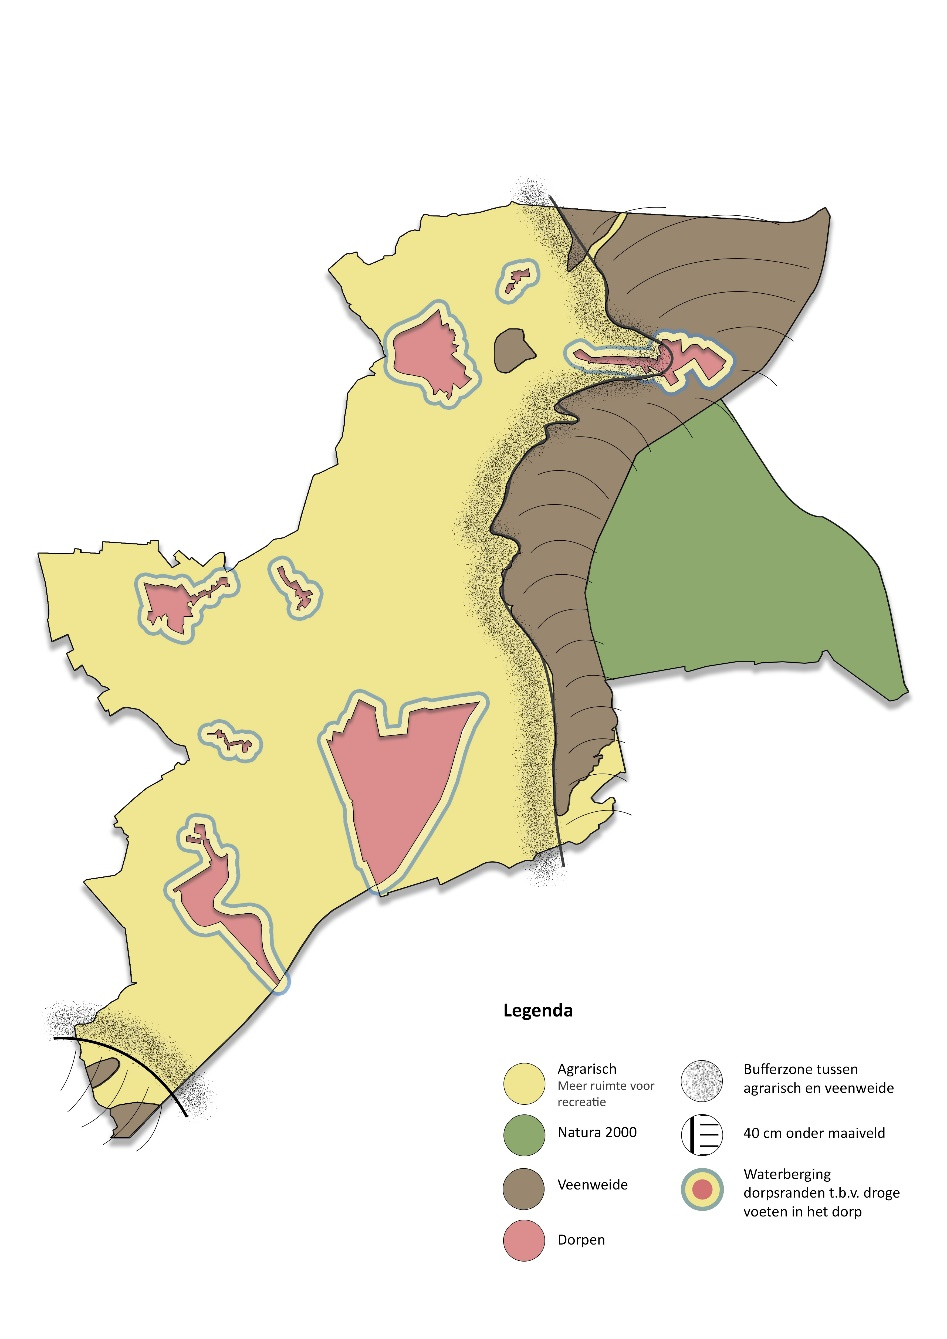 Legenda
Agrarisch
Meer ruimte voor
recreatie
Natura 2000
Veenweide
Dorpen
Bufferzone tussen
agrarisch en veenweide
40 cm onder maaiveld
Waterberging
dorpsranden t.b.v. droge
voeten in het dorp